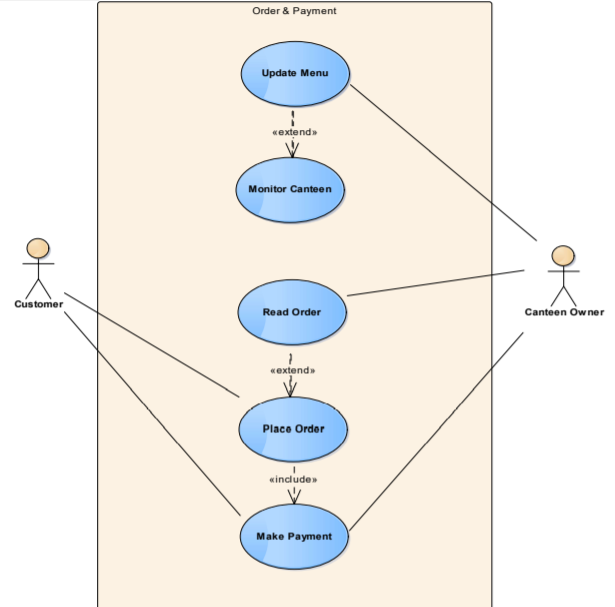 Order & Payment
Update Menu
«extend»
Monitor Canteen
Customer
Canteen Owner
Read Order
«extend»
Place Order
«include»
Make Payment